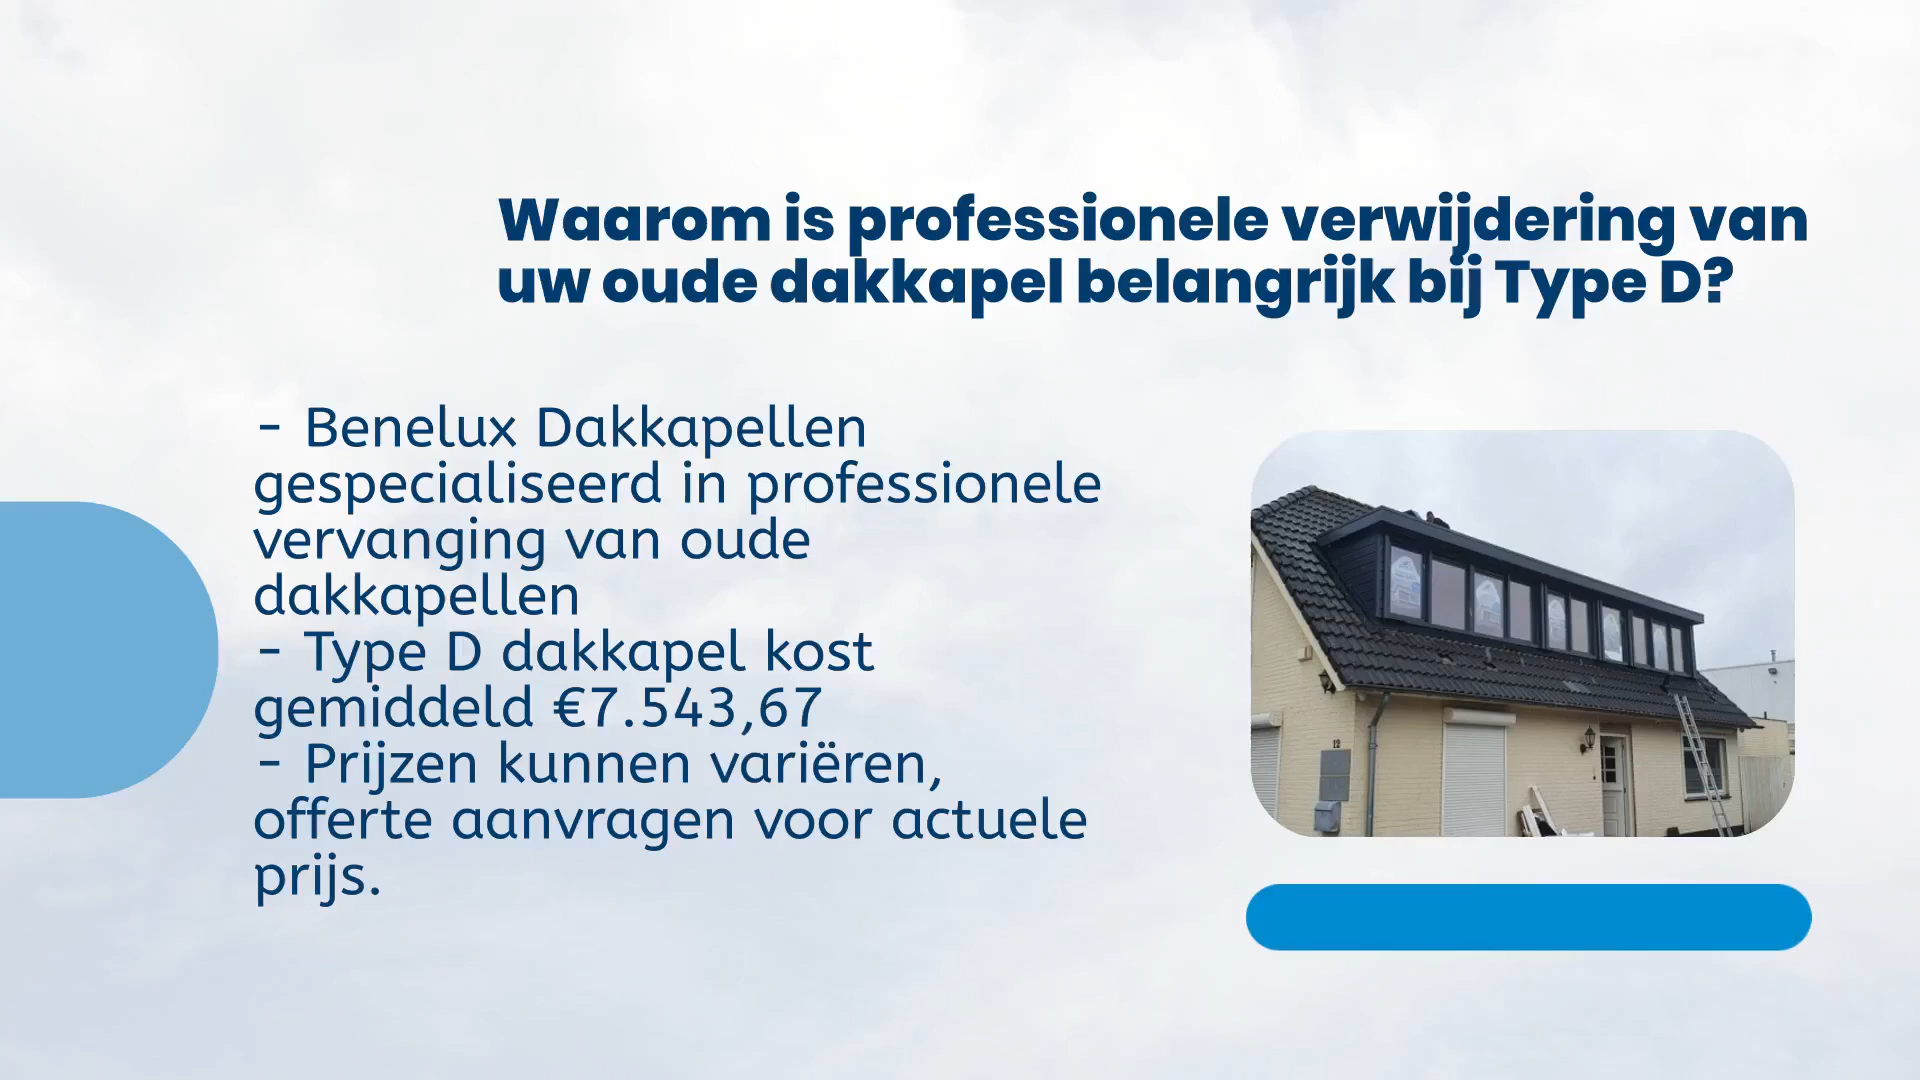 Waarom is professionele verwijdering van
uw oude dakkapel belangrijk bij Type D?
- Benelux Dakkapellen
gespecialiseerd in professionele
vervanging van oude
dakkapellen
- Type D dakkapel kost
gemiddeld €7.543,67
- Prijzen kunnen variëren,
offerte aanvragen voor actuele
prijs.
12